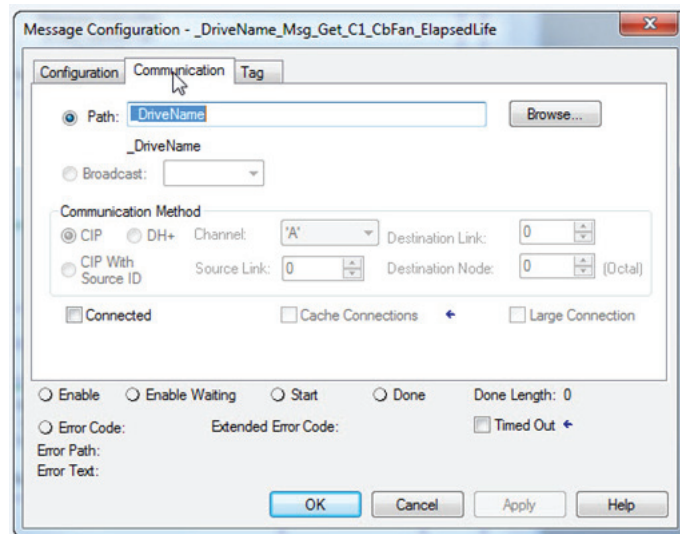 Message Configuration - _DriveName_Msg_Get_C1_CbFan_ElapsedLife
Configuration Communication Tag
Path: _DriveName Browse...
_DriveName
Broadcast:
Communication Method
CIP DH+ Channel: 'A' Destination Link: 0
CIP With Source ID Source Link: 0 Destination Node: 0 (Octal)
Connected Cache Connections Large Connection
Enable Enable Waiting Start Done Done Length: 0
Error Code: Extended Error Code: Timed Out
Error Path:
Error Text:
OK Cancel Apply Help